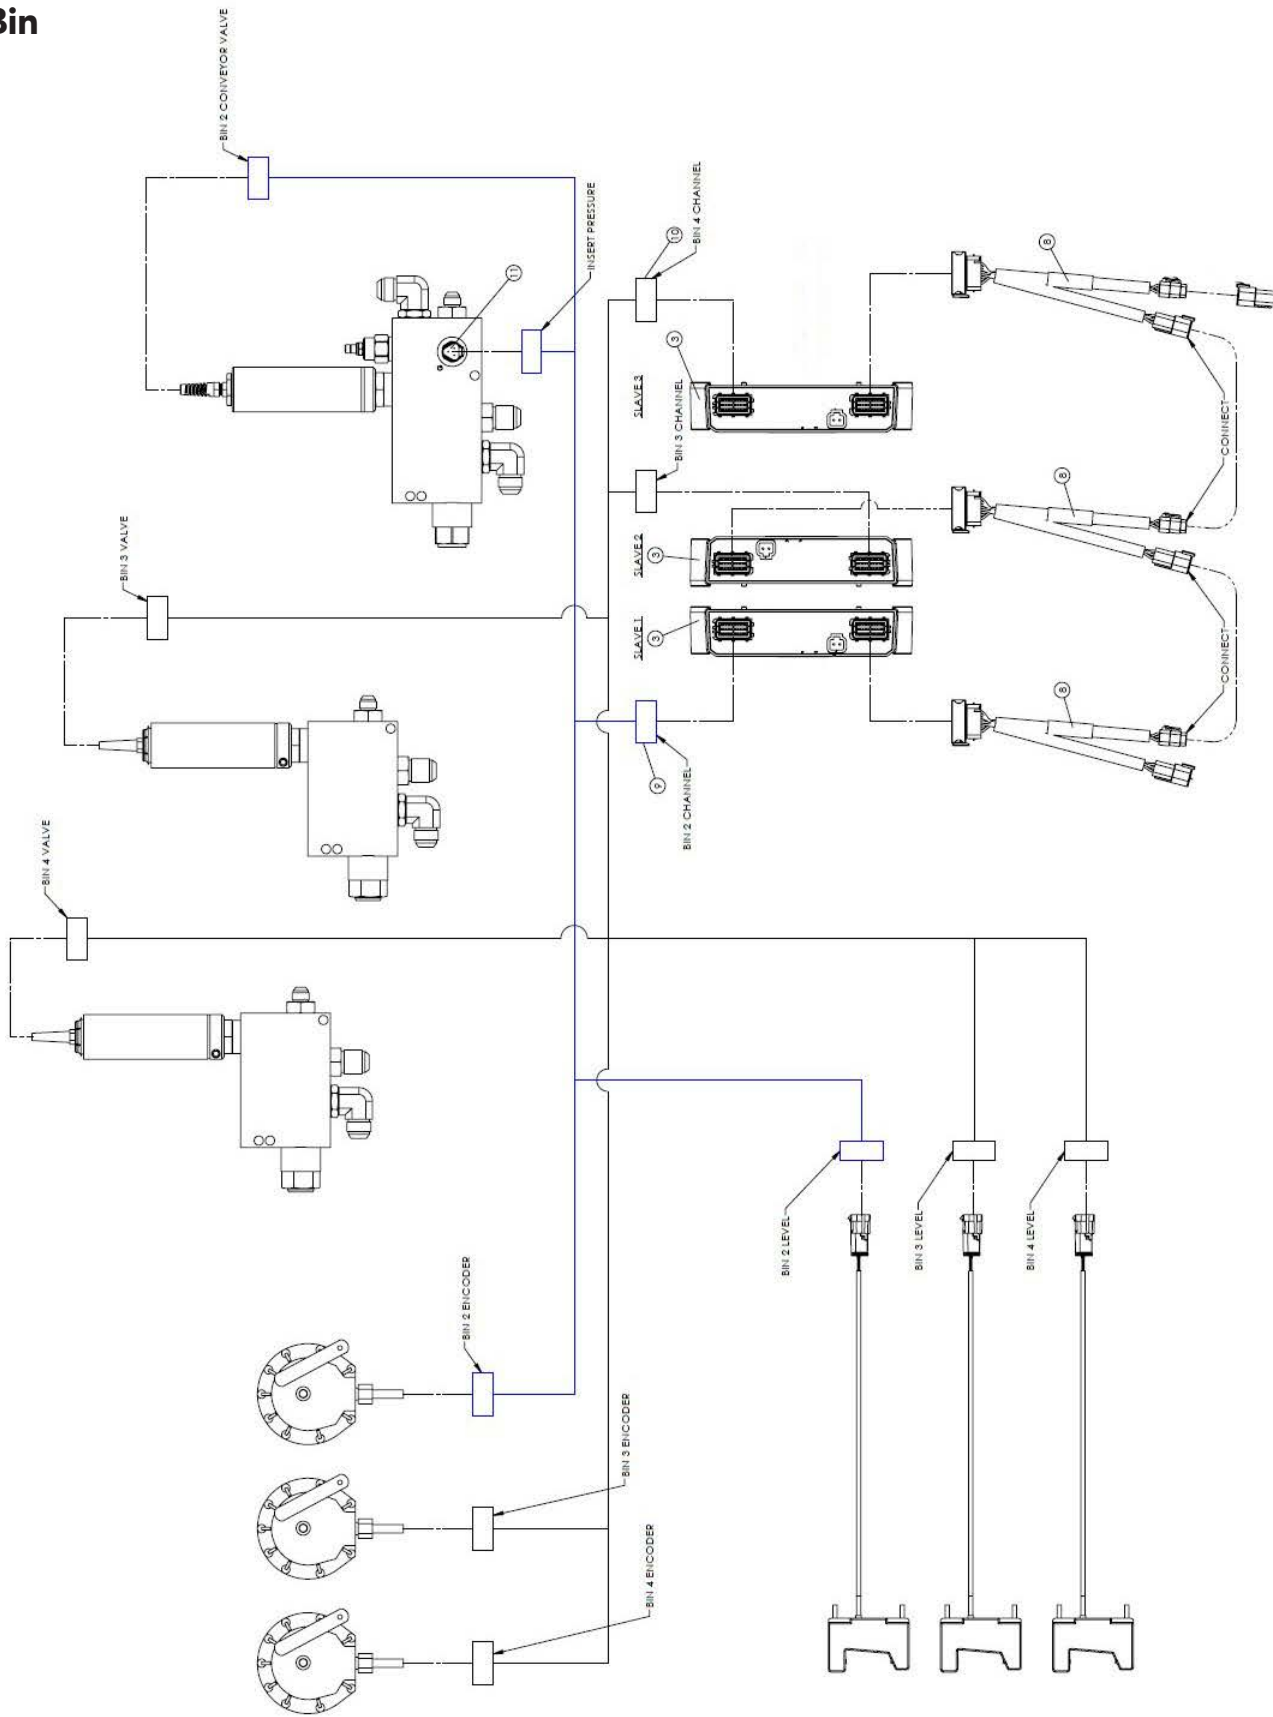 Bin
BIN 2 CONVEYOR VALVE
BIN 3 VALVE
BIN 4 VALVE
INSERT PRESSURE
11
10
BIN 4 CHANNEL
BIN 3 CHANNEL
BIN 2 CHANNEL
9
SLAVE 3
3
SLAVE 2
3
SLAVE 1
3
8
CONNECT
8
CONNECT
8
BIN 2 ENCODER
BIN 3 ENCODER
BIN 4 ENCODER
BIN 2 LEVEL
BIN 3 LEVEL
BIN 4 LEVEL